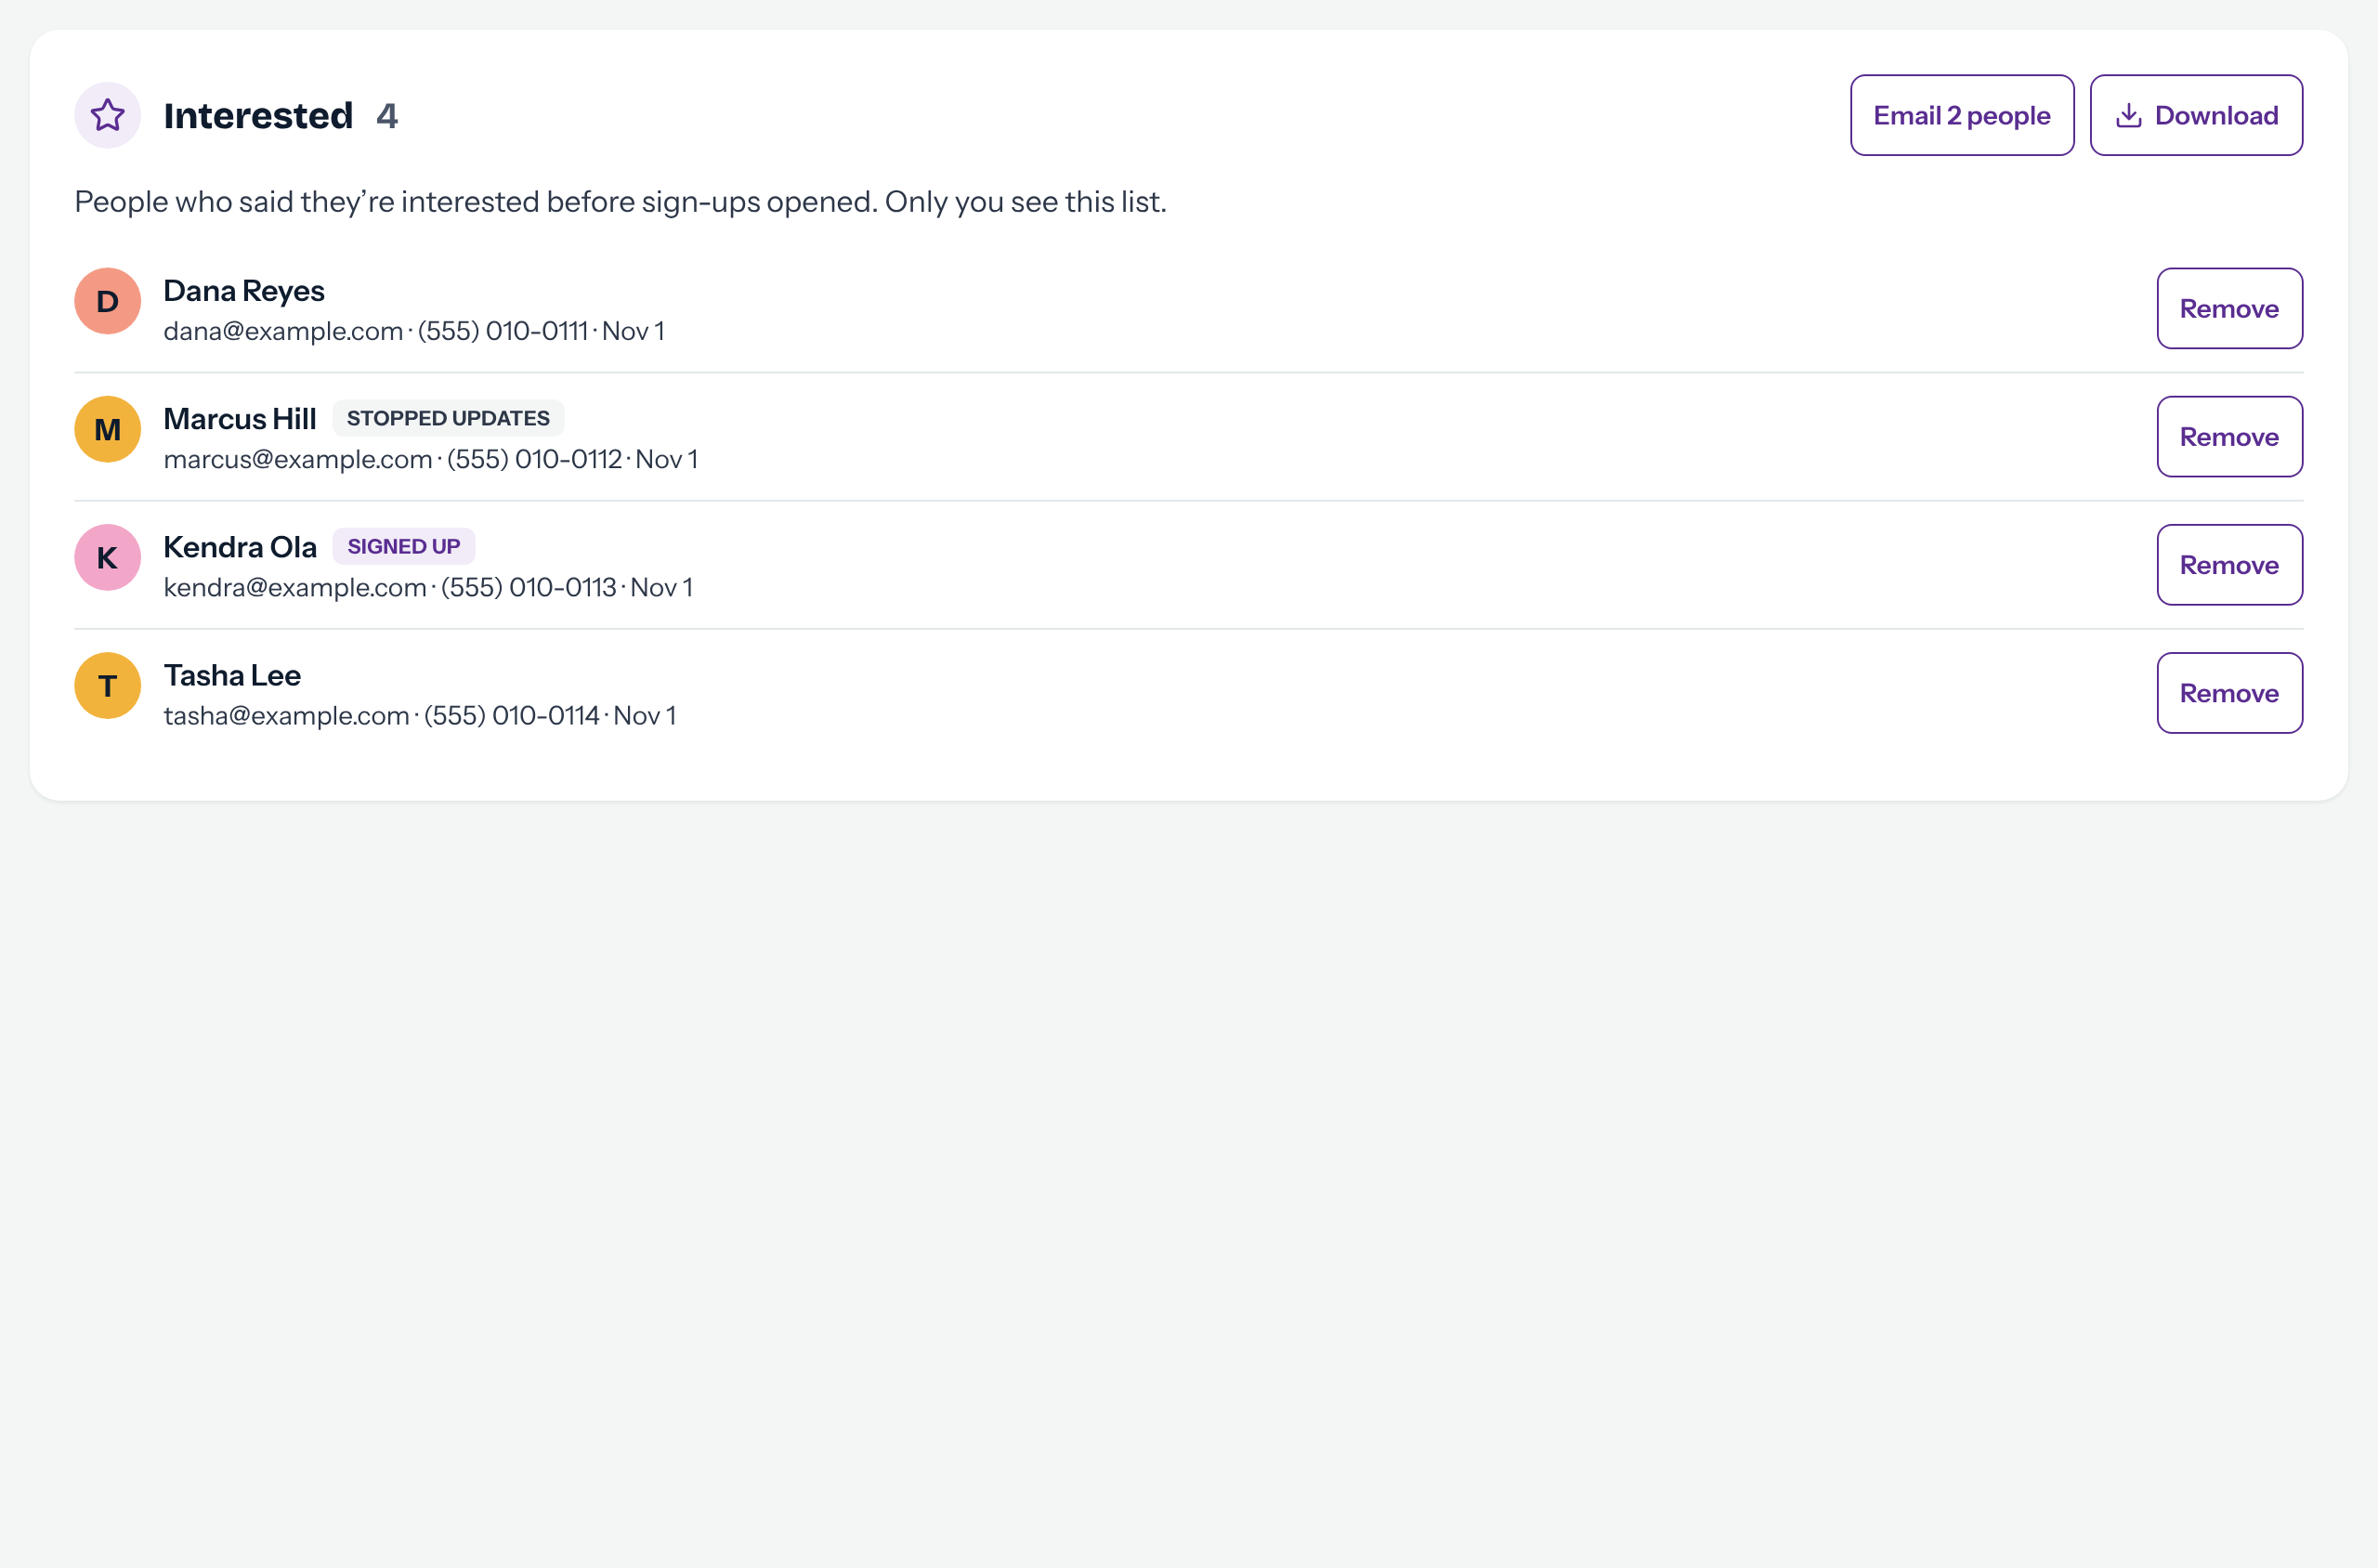 Interested 4
Email 2 people
Download
People who said they’re interested before sign-ups opened. Only you see this list.
D
Dana Reyes
dana@example.com · (555) 010-0111 · Nov 1
Remove
M
Marcus Hill STOPPED UPDATES
marcus@example.com · (555) 010-0112 · Nov 1
Remove
K
Kendra Ola SIGNED UP
kendra@example.com · (555) 010-0113 · Nov 1
Remove
T
Tasha Lee
tasha@example.com · (555) 010-0114 · Nov 1
Remove